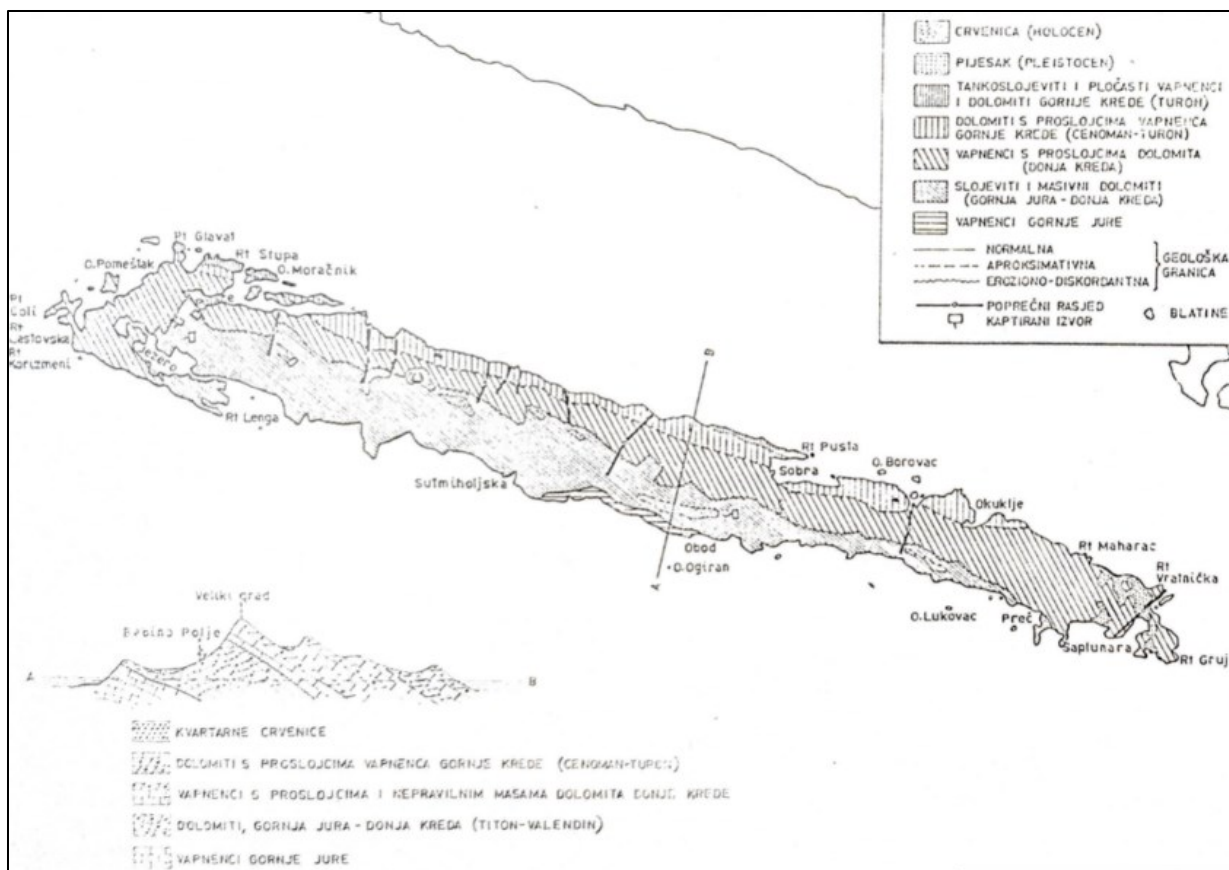 CRVENICA (HOLOCEN)
PIJESAK (PLEISTOCEN)
TANKOSLOJEVITI I PLOČASTI VAPNENCI
I DOLOMITI GORNJE KREDE (TURON)
DOLOMITI S PROSLOJCIMA VAPNENCA
GORNJE KREDE (CENOMAN-TURON)
VAPNENCI S PROSLOJCIMA DOLOMITA
(DONJA KREDA)
SLOJEVITI I MASIVNI DOLOMITI
(GORNJA JURA - DONJA KREDA)
VAPNENCI GORNJE JURE
NORMALNA
APROKSIMATIVNA
EROZIONO-DISKORDANTNA
GEOLOŠKA
GRANICA
POPREČNI RASJED
KAPTIRANI IZVOR
BLATINE
Rt Glavat
Rt Stupa
O.Pomeštak
O.Moračnik
Rt
Goli
Rt
Lastovska
Rt
Korizmeni
Jezero
Rt Lenga
B
Rt Pusta
Sobra
O.Borovac
Sutmiholjska
Okuklje
Obod
O.Ogiran
A
Rt Maharac
Rt
Vratnička
O.Lukovac
Preč
Saplunara
Rt Gruj
Veliki grad
Babino Polje
A
B
KVARTARNE CRVENICE
DOLOMITI S PROSLOJCIMA VAPNENCA GORNJE KREDE (CENOMAN-TURON)
VAPNENCI S PROSLOJCIMA I NEPRAVILNIM MASAMA DOLOMITA DONJE KREDE
DOLOMITI, GORNJA JURA - DONJA KREDA (TITON-VALENDIN)
VAPNENCI GORNJE JURE